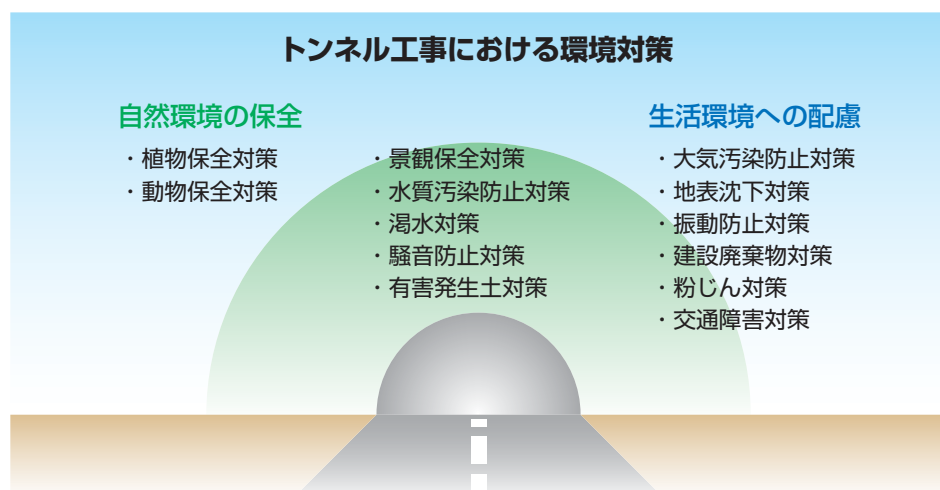 トンネル工事における環境対策
自然環境の保全
・植物保全対策
・動物保全対策
・景観保全対策
・水質汚染防止対策
・渇水対策
・騒音防止対策
・有害発生土対策
生活環境への配慮
・大気汚染防止対策
・地表沈下対策
・振動防止対策
・建設廃棄物対策
・粉じん対策
・交通障害対策